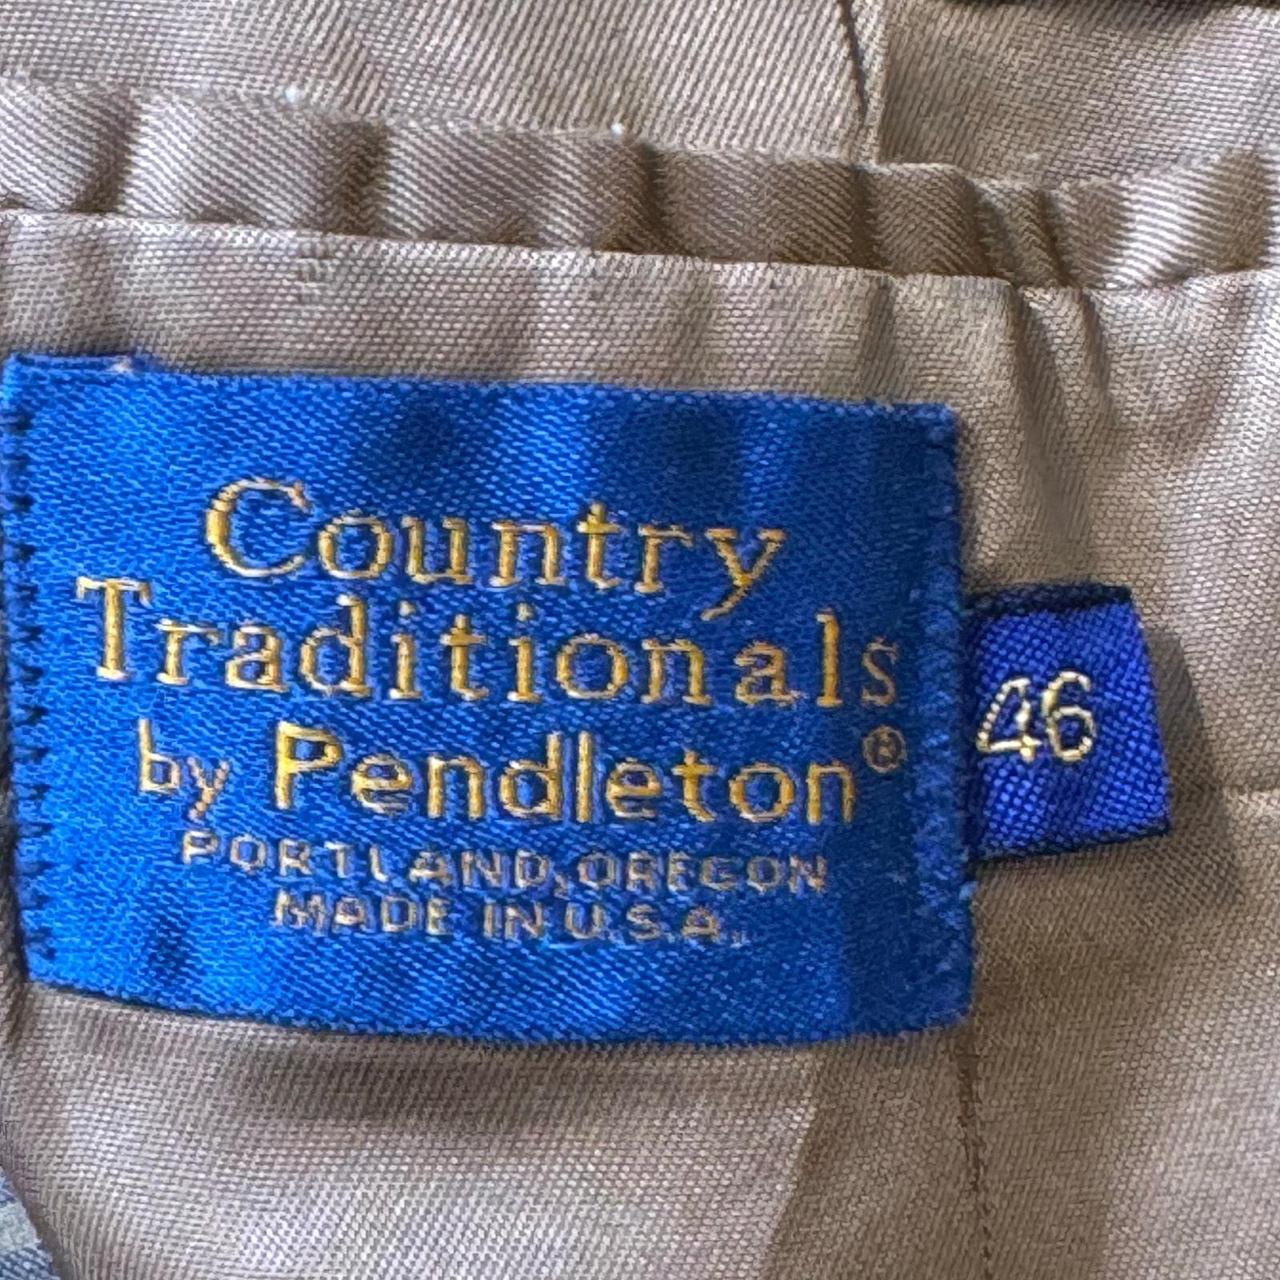 Country
Traditionals
by Pendleton®
PORTLAND, OREGON
MADE IN U.S.A.
46